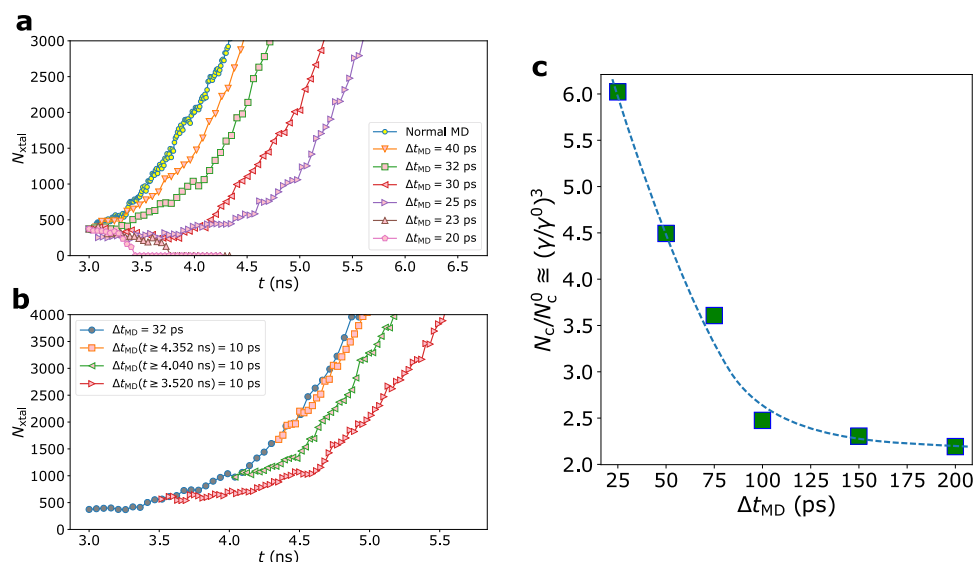 a
3000
2500
2000
1500
1000
500
0
N_xtal
Normal MD
Δt_MD = 40 ps
Δt_MD = 32 ps
Δt_MD = 30 ps
Δt_MD = 25 ps
Δt_MD = 23 ps
Δt_MD = 20 ps
3.0 3.5 4.0 4.5 5.0 5.5 6.0 6.5
t (ns)
b
4000
3500
3000
2500
2000
1500
1000
500
0
N_xtal
Δt_MD = 32 ps
Δt_MD(t ≥ 4.352 ns) = 10 ps
Δt_MD(t ≥ 4.040 ns) = 10 ps
Δt_MD(t ≥ 3.520 ns) = 10 ps
3.0 3.5 4.0 4.5 5.0 5.5
t (ns)
c
6.0
5.5
5.0
4.5
4.0
3.5
3.0
2.5
2.0
N_c/N_c^0 ≊ (γ/γ^0)^3
25 50 75 100 125 150 175 200
Δt_MD (ps)